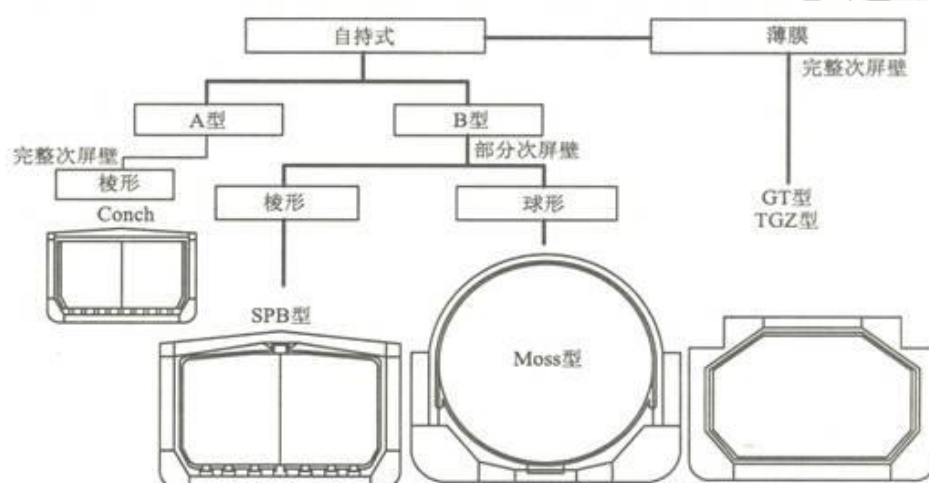 自持式
薄膜
完整次屏壁
A型
B型
完整次屏壁
部分次屏壁
棱形
棱形
球形
Conch
GT型
TGZ型
SPB型
Moss型